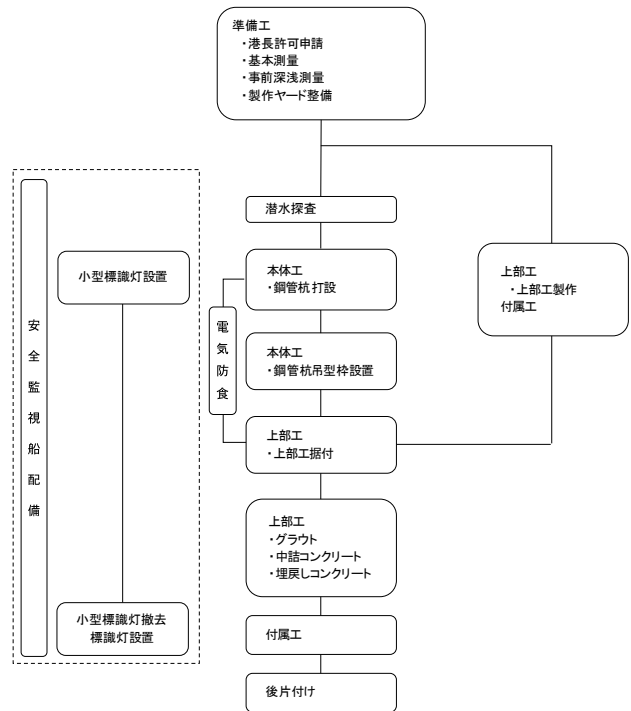 準備工
・港長許可申請
・基本測量
・事前深浅測量
・製作ヤード整備
潜水探査
本体工
・鋼管杭打設
本体工
・鋼管杭吊型枠設置
電気防食
上部工
・上部工製作
付属工
上部工
・上部工据付
上部工
・グラウト
・中詰コンクリート
・埋戻しコンクリート
付属工
後片付け
安全監視船配備
小型標識灯設置
小型標識灯撤去
標識灯設置